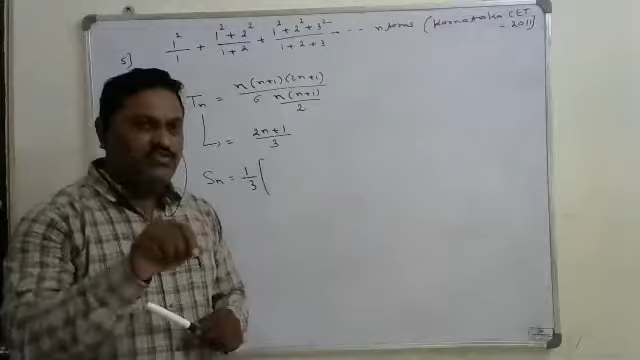 5] 1²/1 + 1²+2²/1+2 + 1²+2²+3²/1+2+3 - - - n terms (Karnataka CET - 2011)
Tn = n(n+1)(2n+1) / 6 n(n+1)/2
= 2n+1/3
Sn = 1/3 (